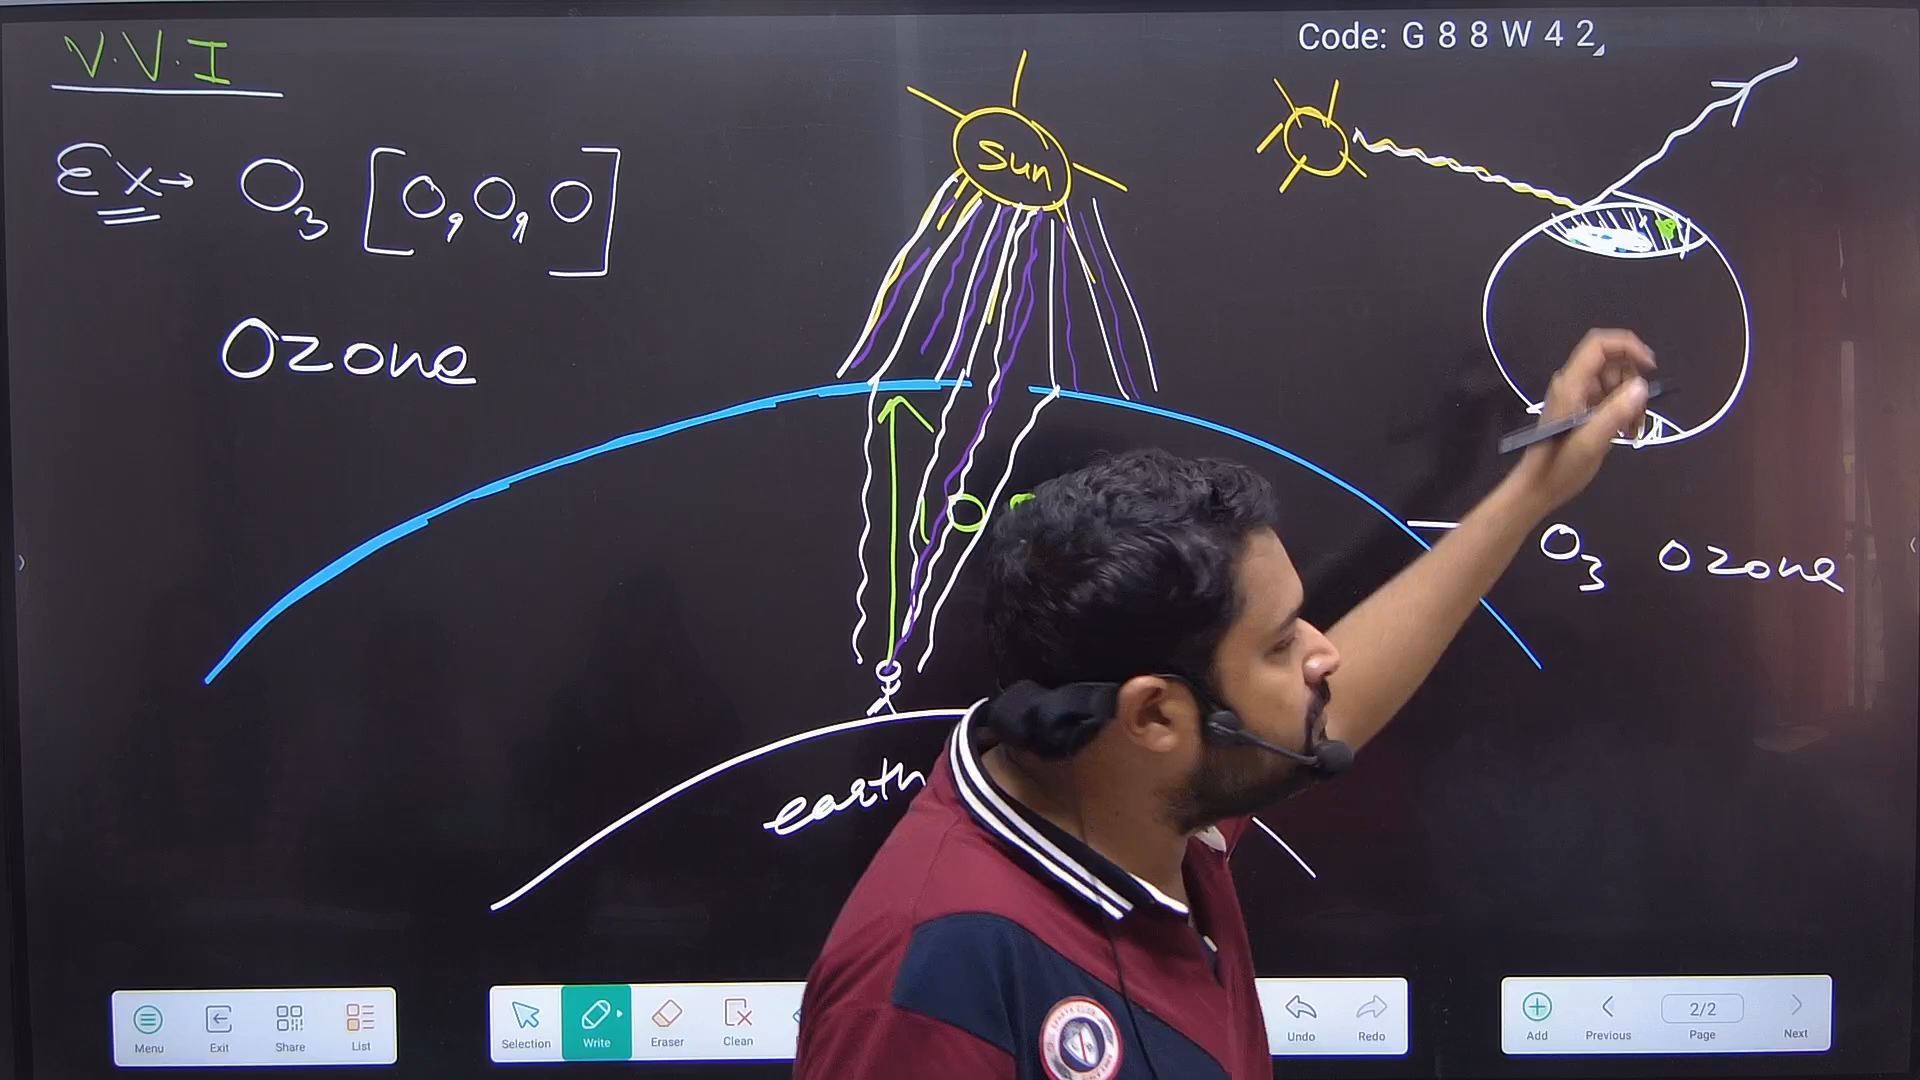 V.V.I
Code: G 8 8 W 4 2
Ex→ O3 [O, O, O]
Sun
Ozone
O3 Ozone
earth
Menu Exit Share List
Selection Write Eraser Clean
Undo Redo
Add Previous 2/2 Page Next